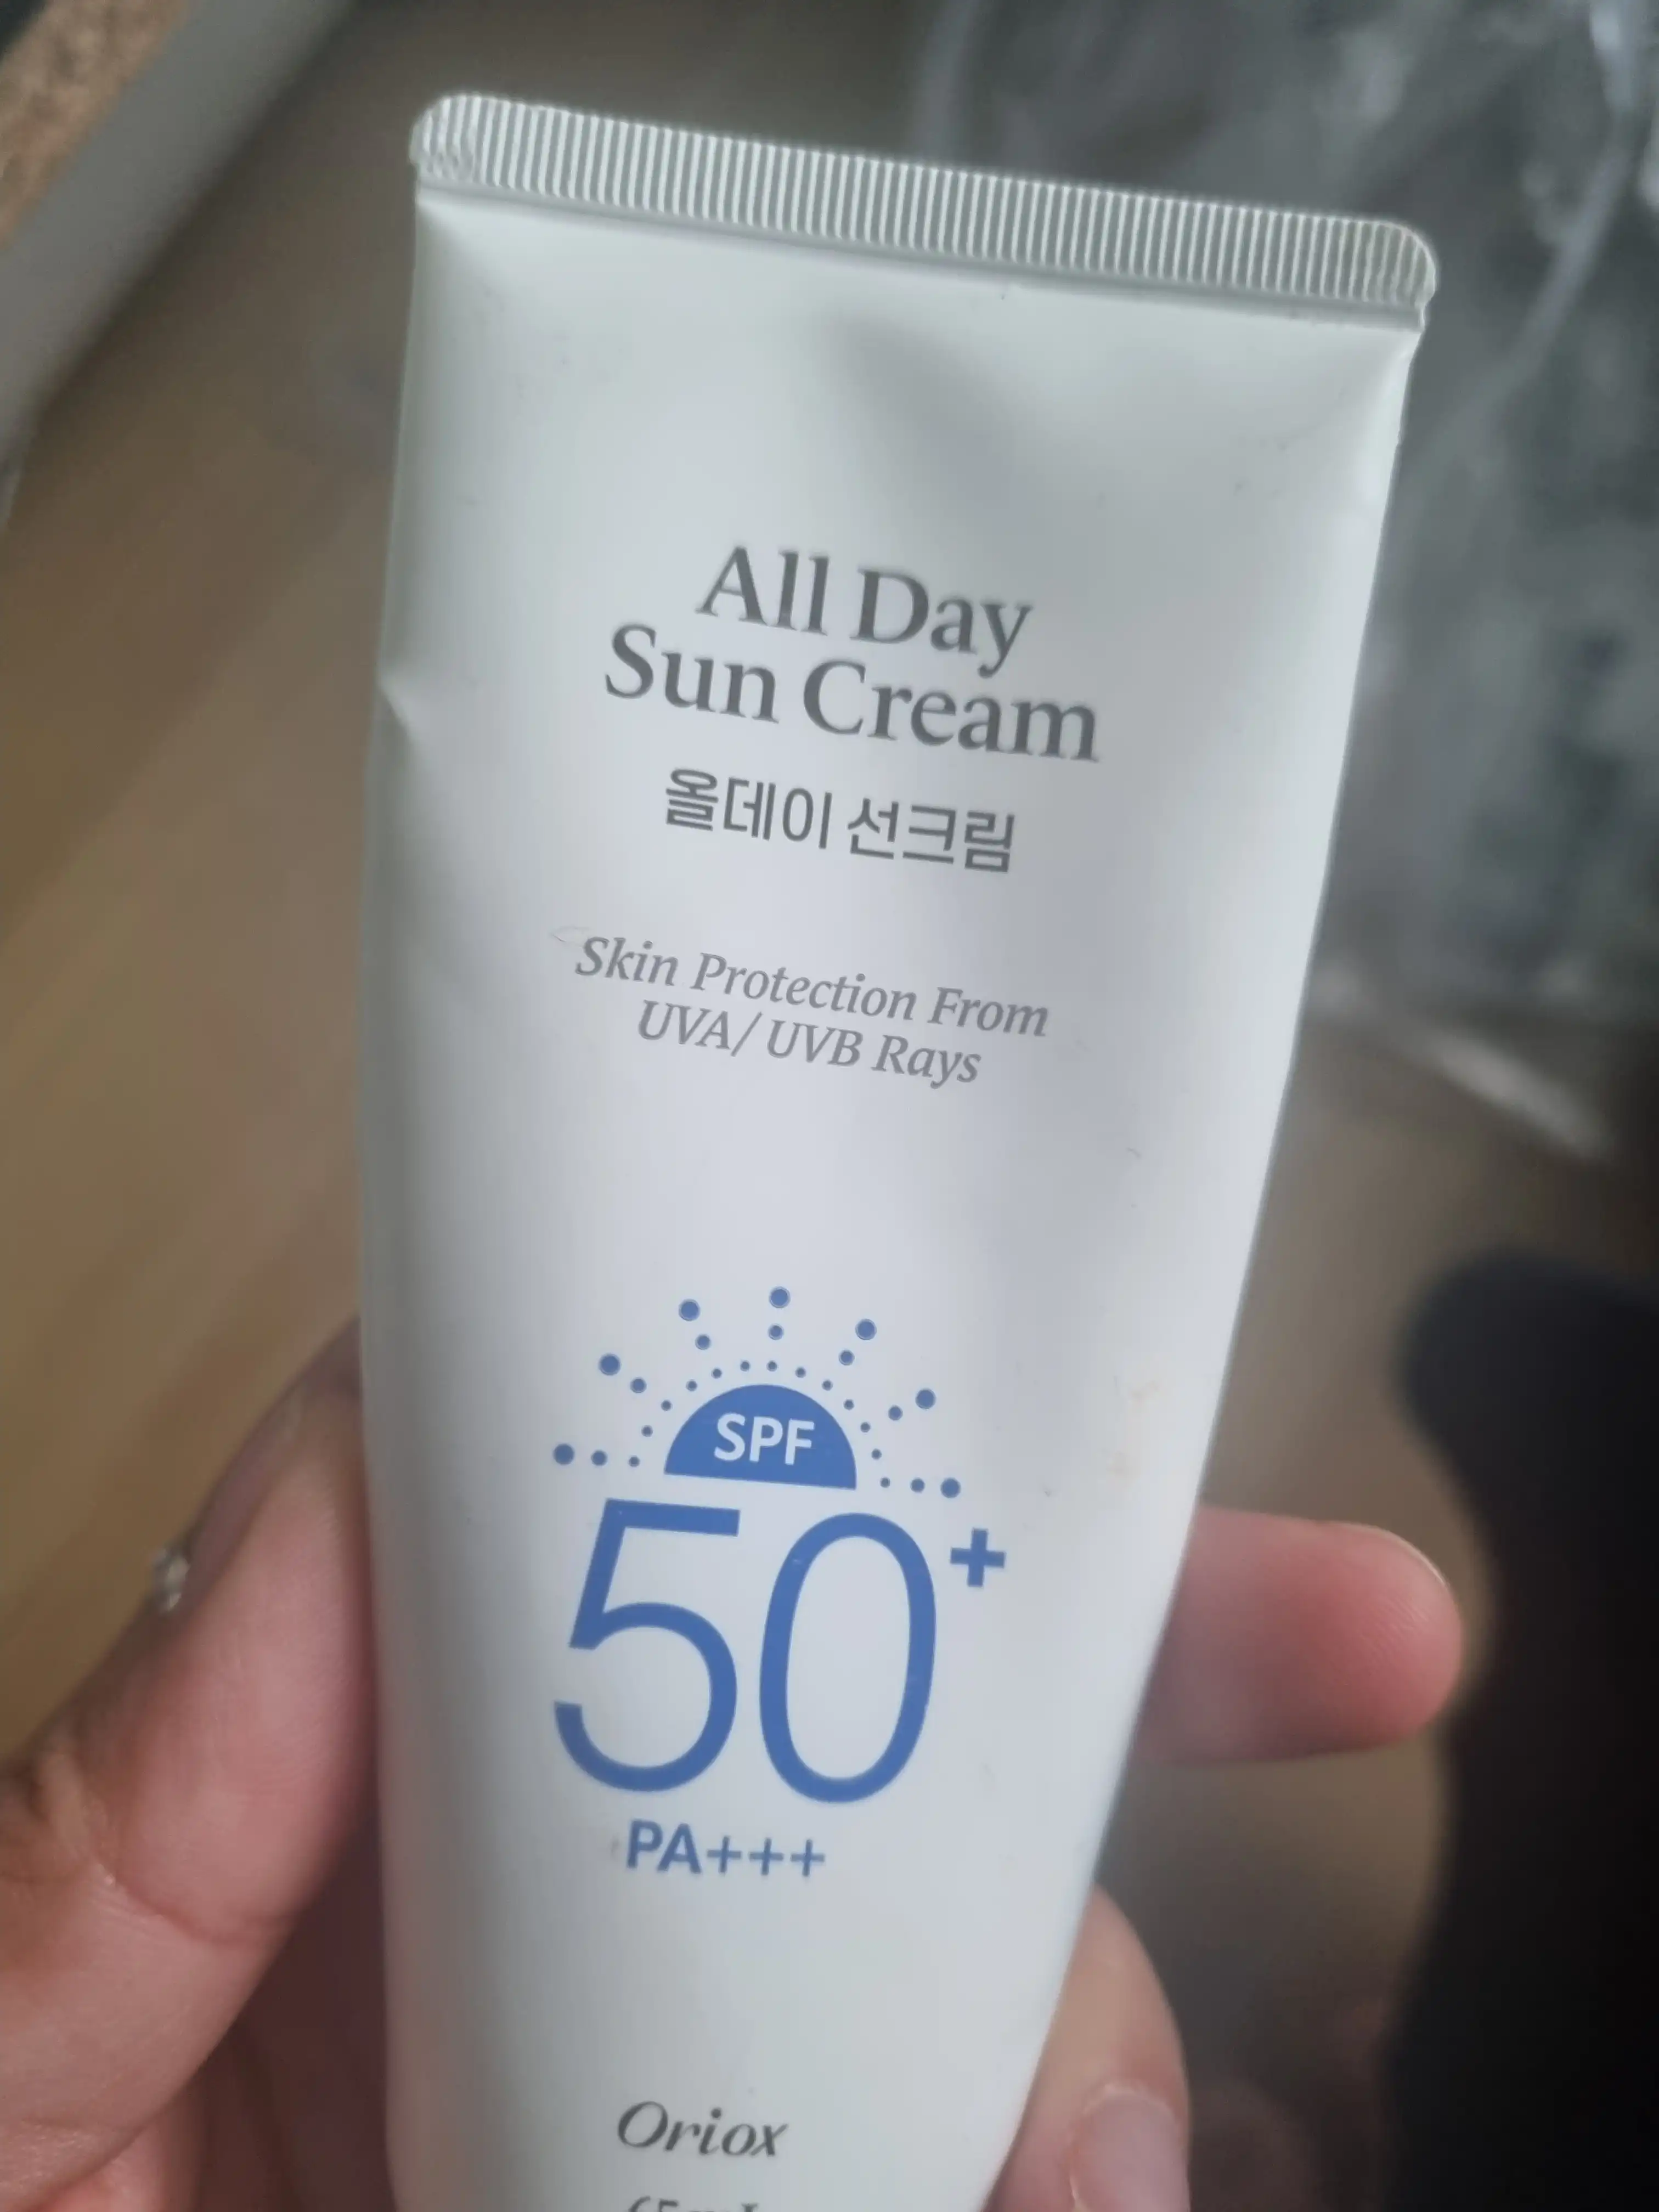 All Day
Sun Cream
올데이 선크림
Skin Protection From
UVA/ UVB Rays
SPF
50+
PA+++
Oriox